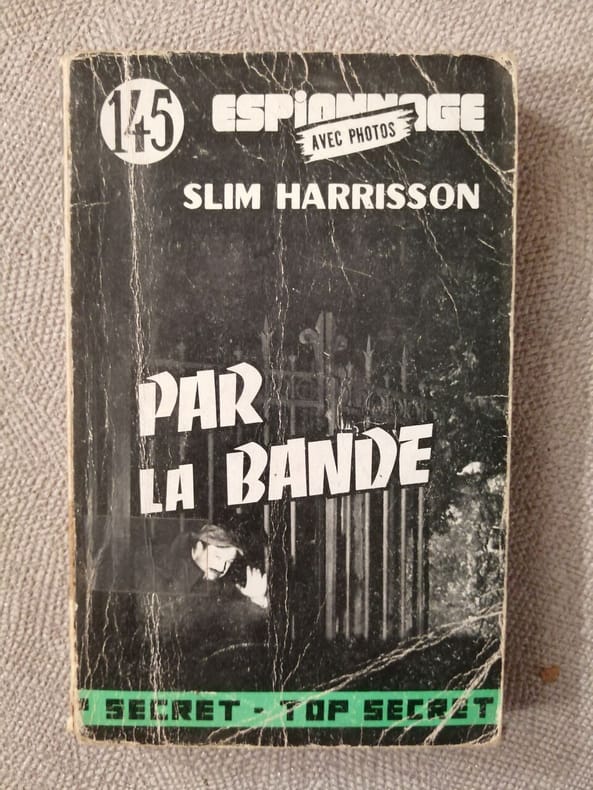 145
ESPIONNAGE
AVEC PHOTOS
SLIM HARRISSON
PAR
LA BANDE
P SECRET - TOP SECRET